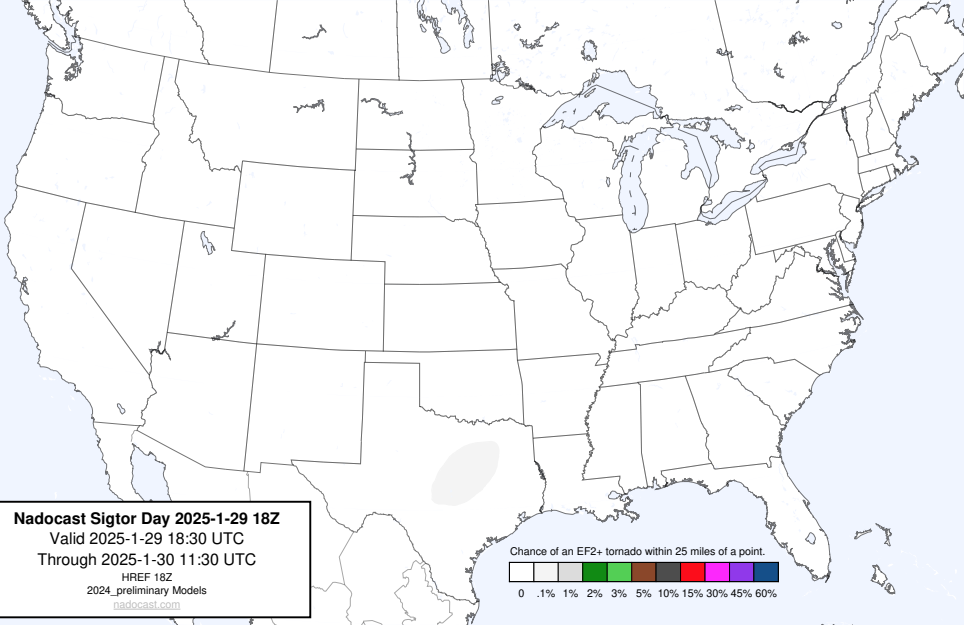 Nadocast Sigtor Day 2025-1-29 18Z
Valid 2025-1-29 18:30 UTC
Through 2025-1-30 11:30 UTC
HREF 18Z
2024_preliminary Models
nadocast.com
Chance of an EF2+ tornado within 25 miles of a point.
0 .1% 1% 2% 3% 5% 10% 15% 30% 45% 60%